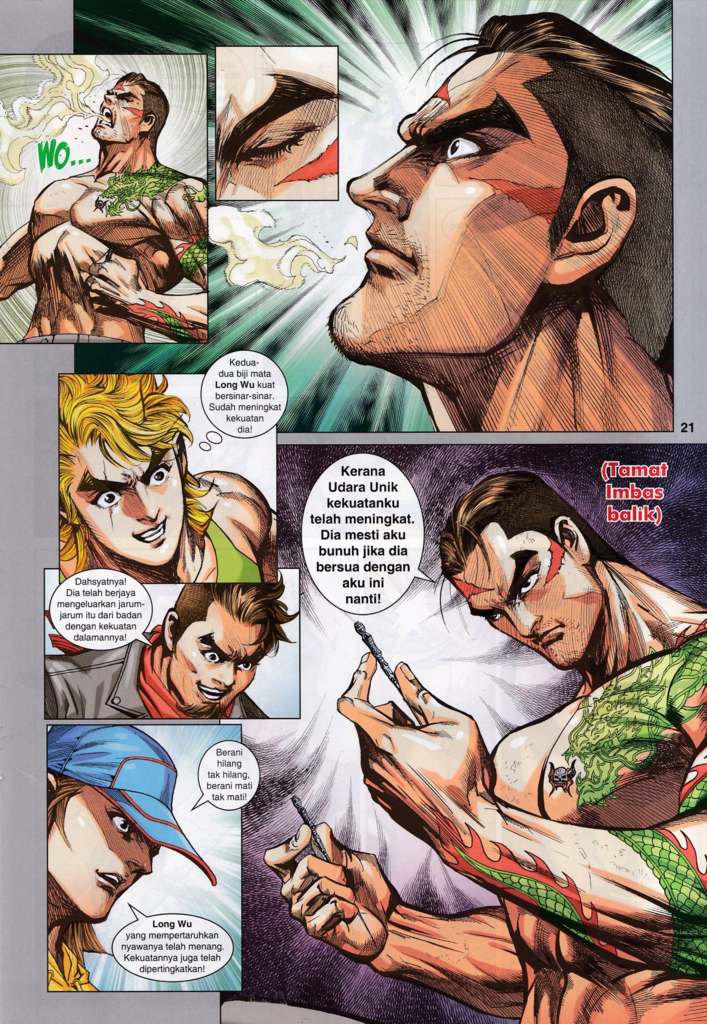 WO...
21
Kedua-
dua biji mata
Long Wu kuat
bersinar-sinar.
Sudah meningkat
kekuatan
dia!
Kerana
Udara Unik
kekuatanku
telah meningkat.
Dia mesti aku
bunuh jika dia
bersua dengan
aku ini
nanti!
(Tamat
Imbas
balik)
Dahsyatnya!
Dia telah berjaya
mengeluarkan jarum-
jarum itu dari badan
dengan kekuatan
dalamannya!
Berani
hilang
tak hilang,
berani mati
tak mati!
Long Wu
yang mempertaruhkan
nyawanya telah menang.
Kekuatannya juga telah
dipertingkatkan!